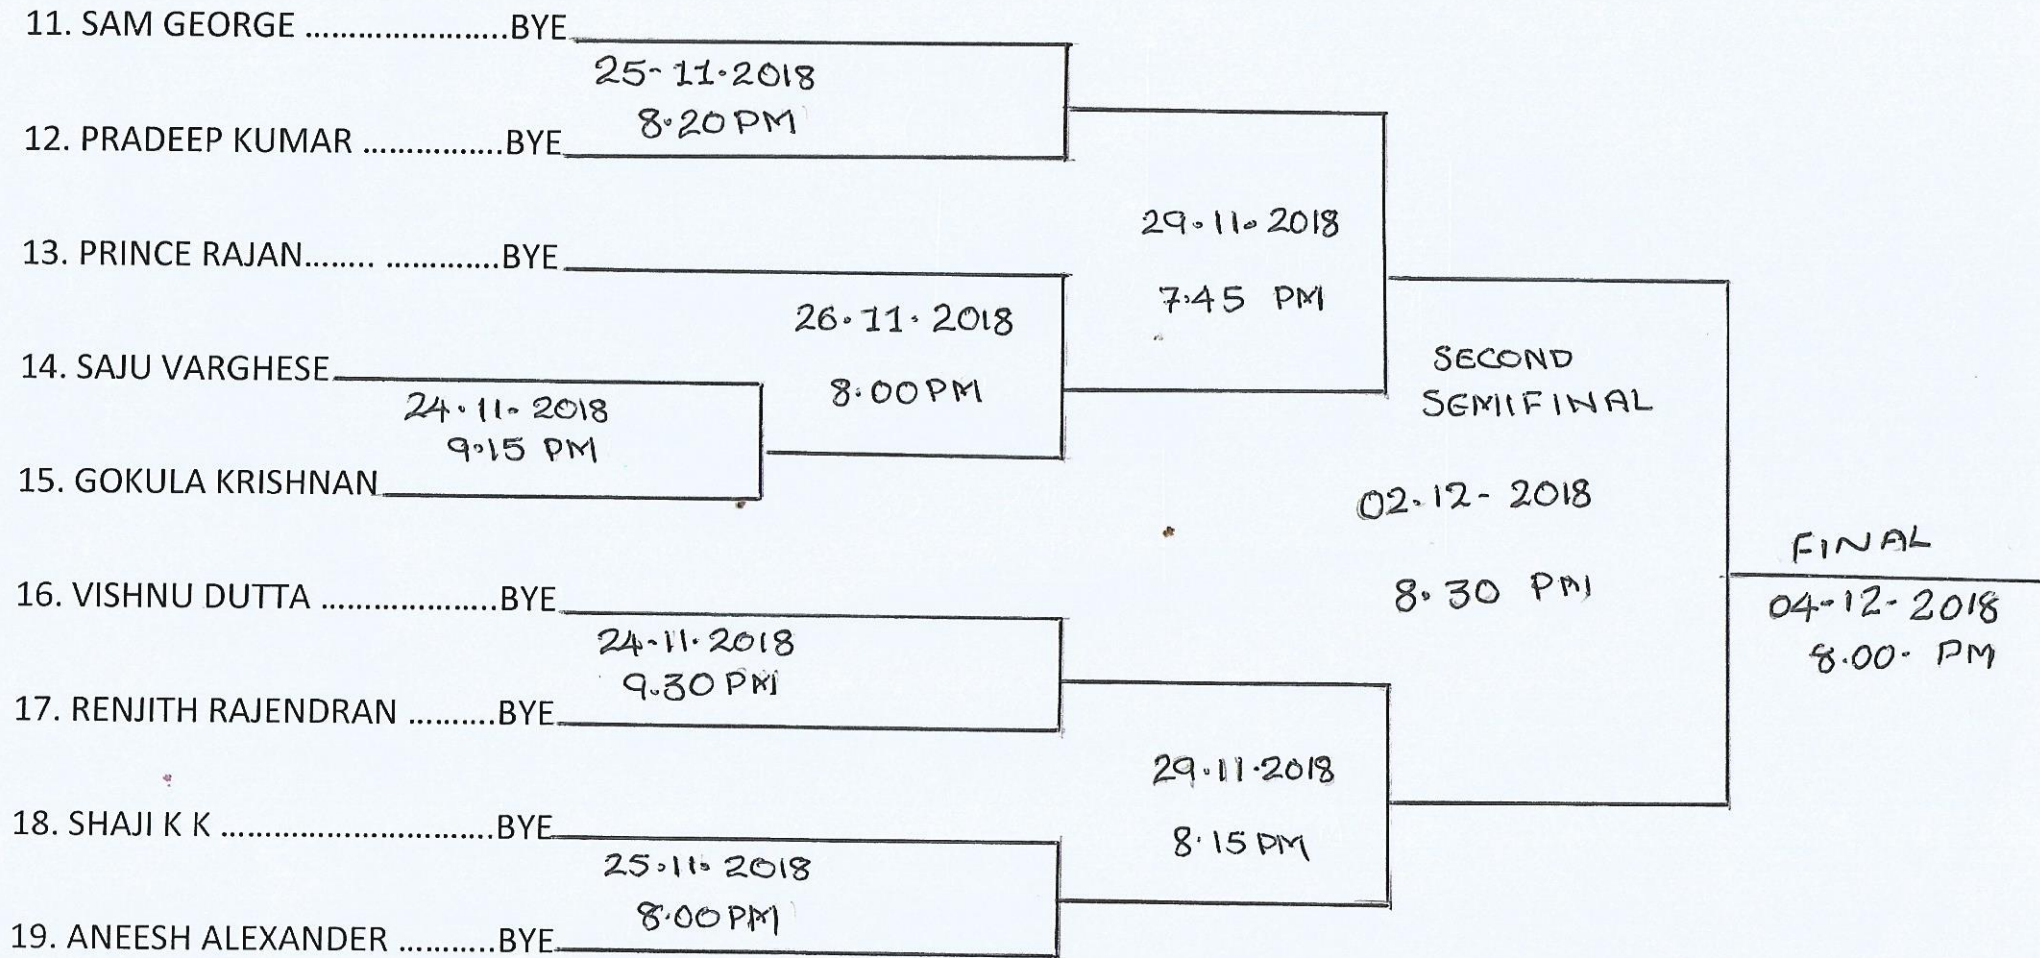 11. SAM GEORGE ......................BYE
25-11-2018
8.20 PM
12. PRADEEP KUMAR ................BYE
13. PRINCE RAJAN........ .............BYE
26.11.2018
8.00 PM
29.11.2018
7.45 PM
14. SAJU VARGHESE
24.11.2018
9.15 PM
15. GOKULA KRISHNAN
SECOND
SEMIFINAL
02.12-2018
8.30 PM
FINAL
04-12-2018
8.00. PM
16. VISHNU DUTTA ....................BYE
24-11.2018
9.30 PM
17. RENJITH RAJENDRAN ..........BYE
29.11.2018
8.15 PM
18. SHAJI K K ...............................BYE
25.11.2018
8.00 PM
19. ANEESH ALEXANDER ...........BYE